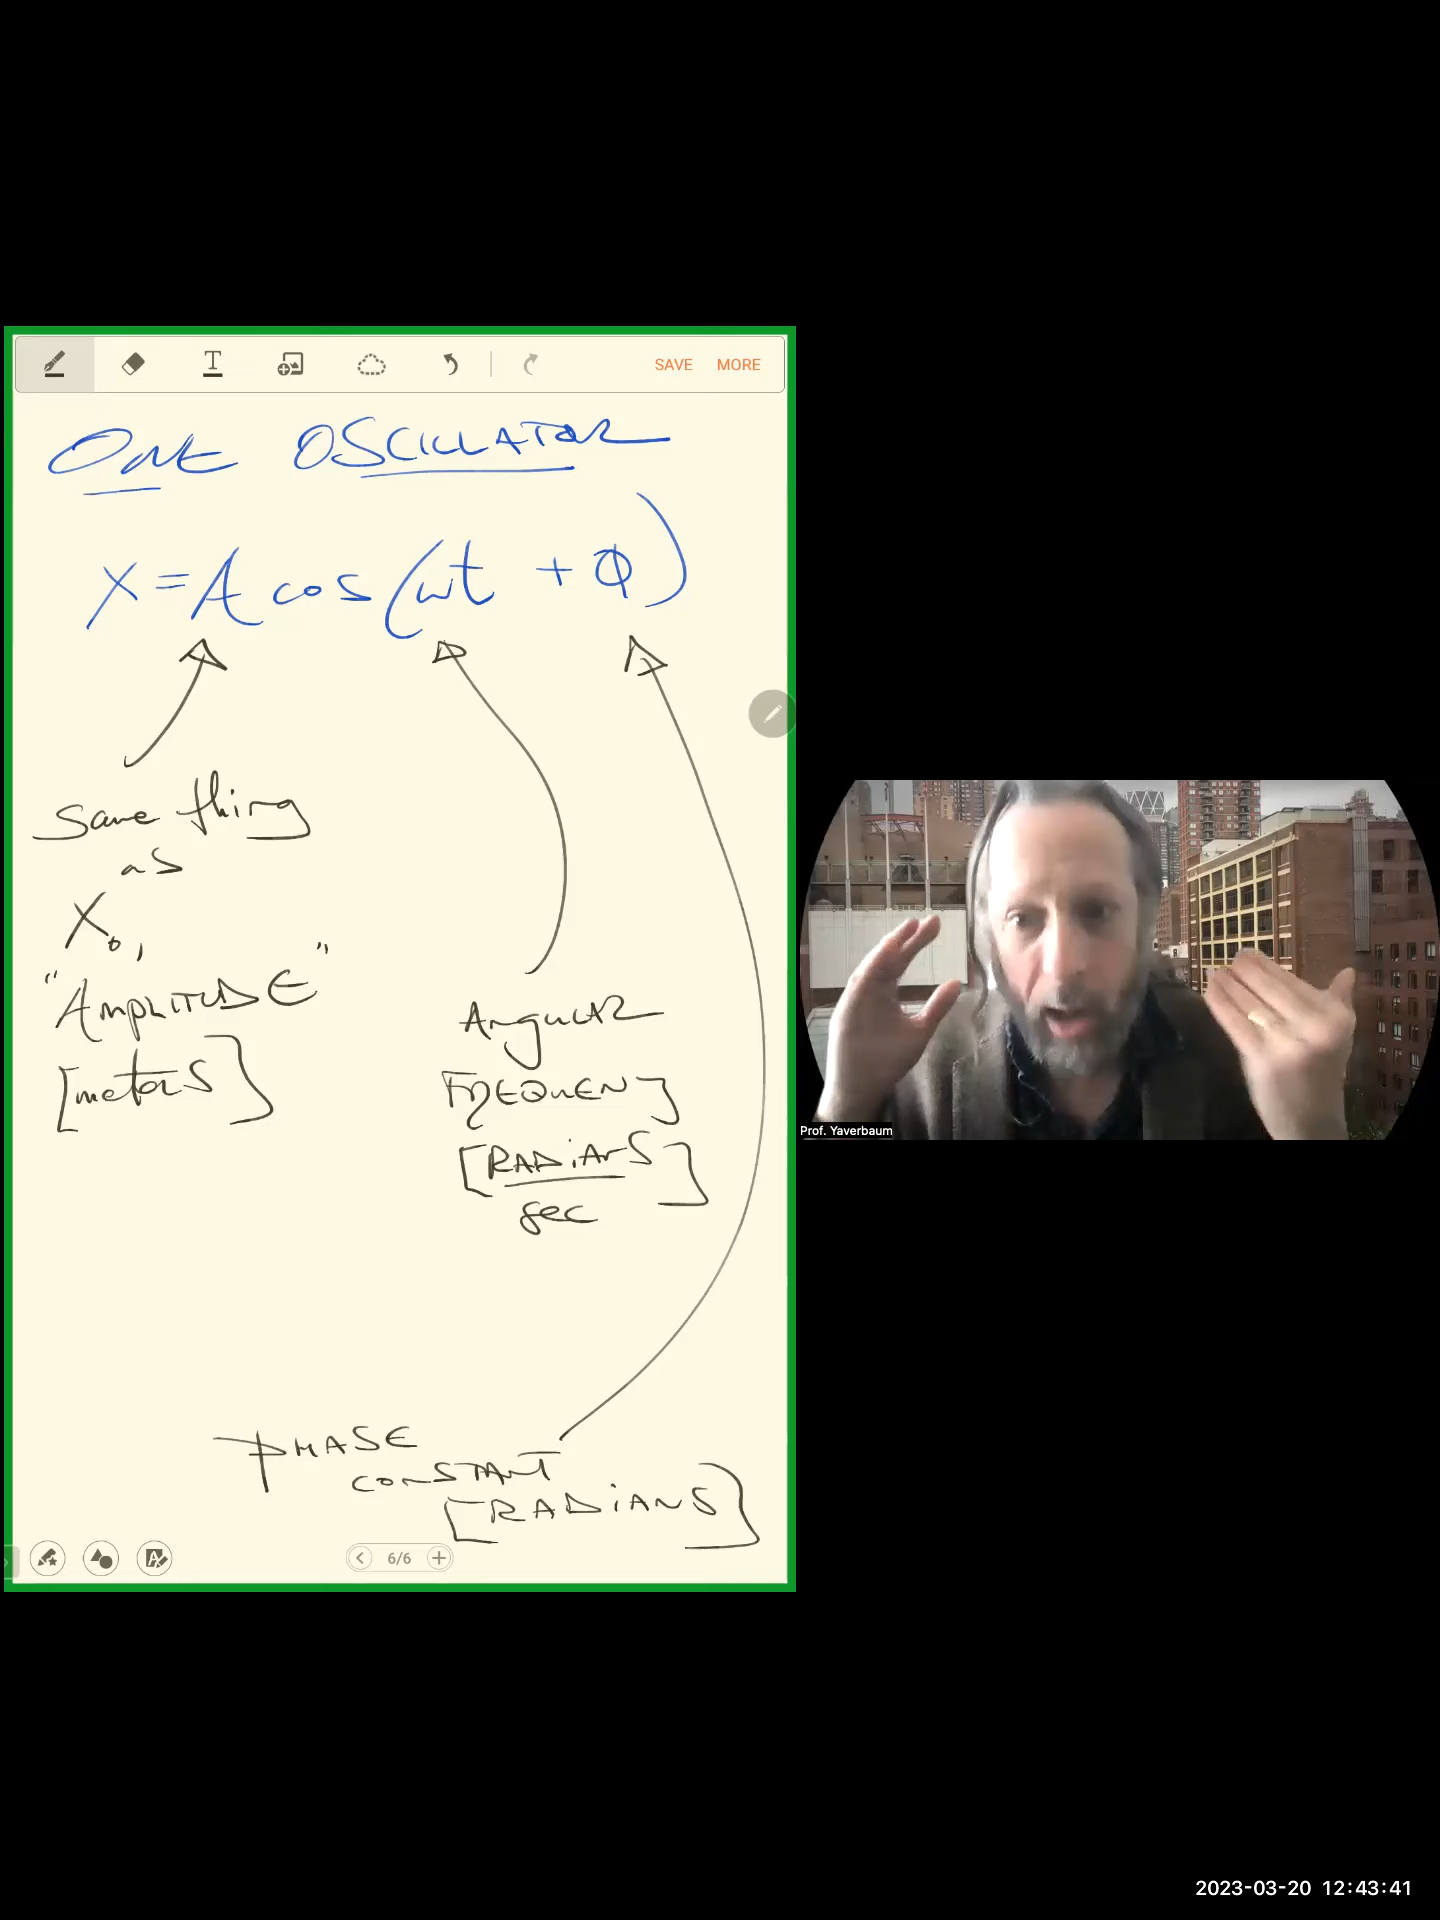 SAVE MORE
ONE OSCILLATOR
X = A cos(ωt + Φ)
Same thing
as
X₀,
"AMPLITUDE"
[meters]
Angular
FREQUENCY
[RADIANS
sec]
PHASE
CONSTANT
[RADIANS]
6/6
Prof. Yaverbaum
2023-03-20 12:43:41